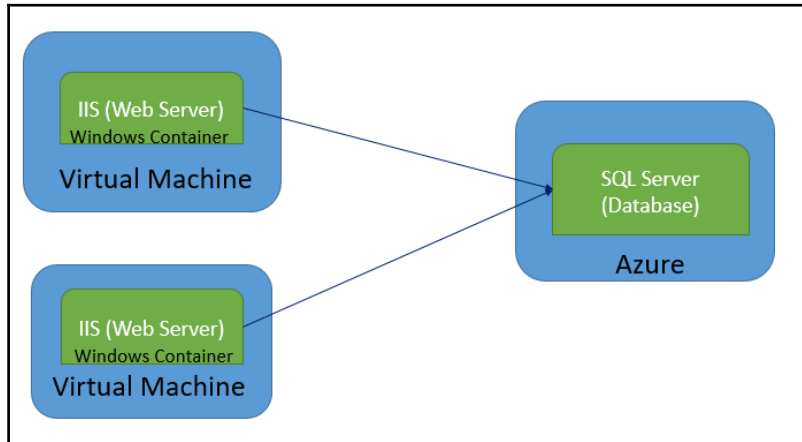 IIS (Web Server)
Windows Container
Virtual Machine
SQL Server
(Database)
Azure
IIS (Web Server)
Windows Container
Virtual Machine